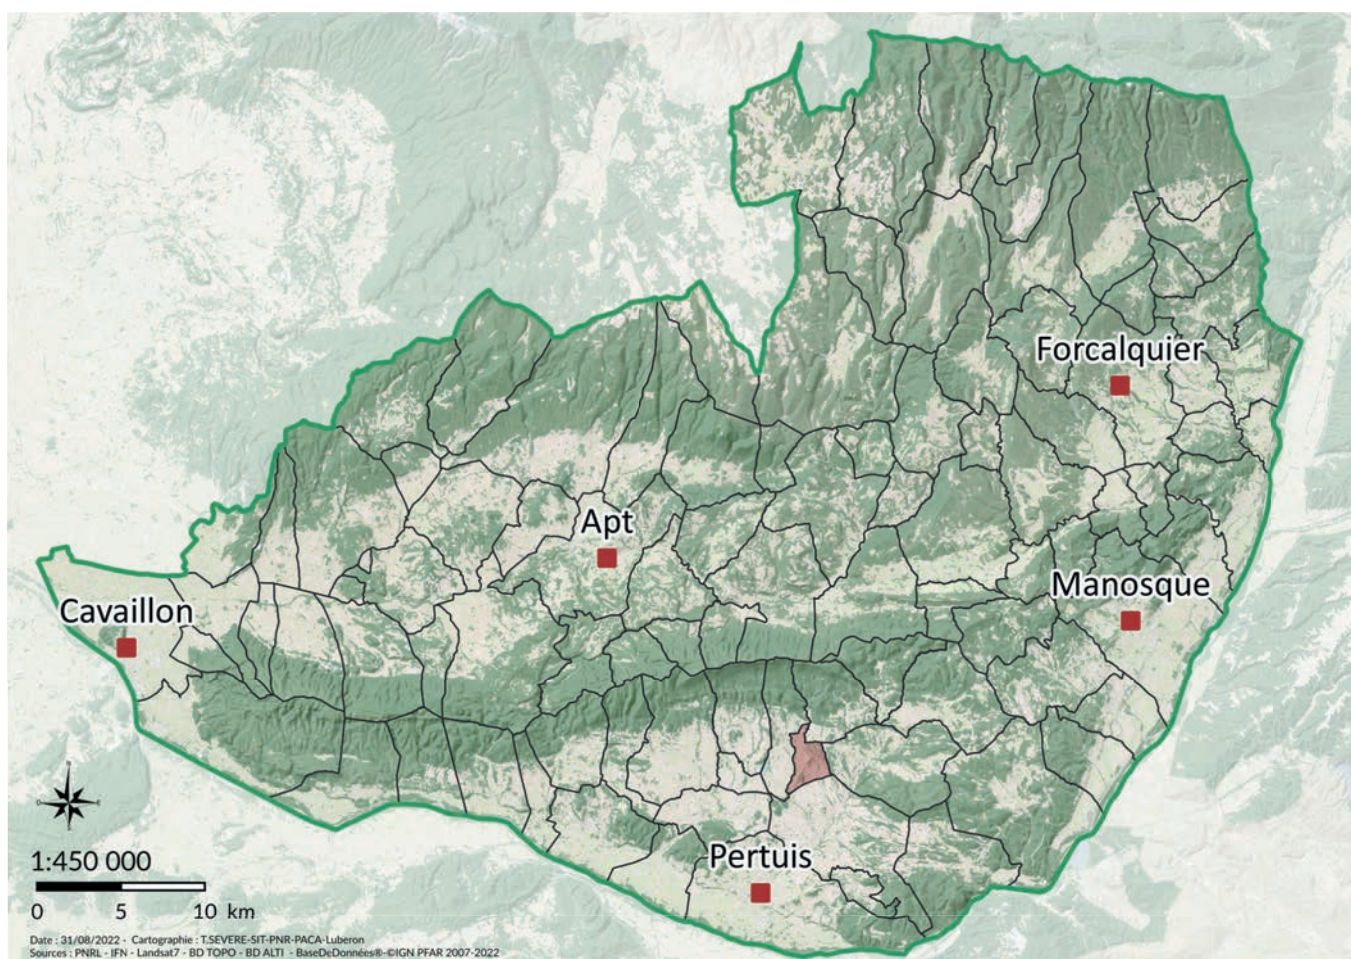 Forcalquier
Apt
Manosque
Cavaillon
Pertuis
1:450 000
0 5 10 km
Date : 31/08/2022 - Cartographie : T.SEVERE-SIT-PNR-PACA-Luberon
Sources : PNRL - IFN - Landsat7 - BD TOPO - BD ALTI - BaseDeDonnées®-©IGN PFAR 2007-2022